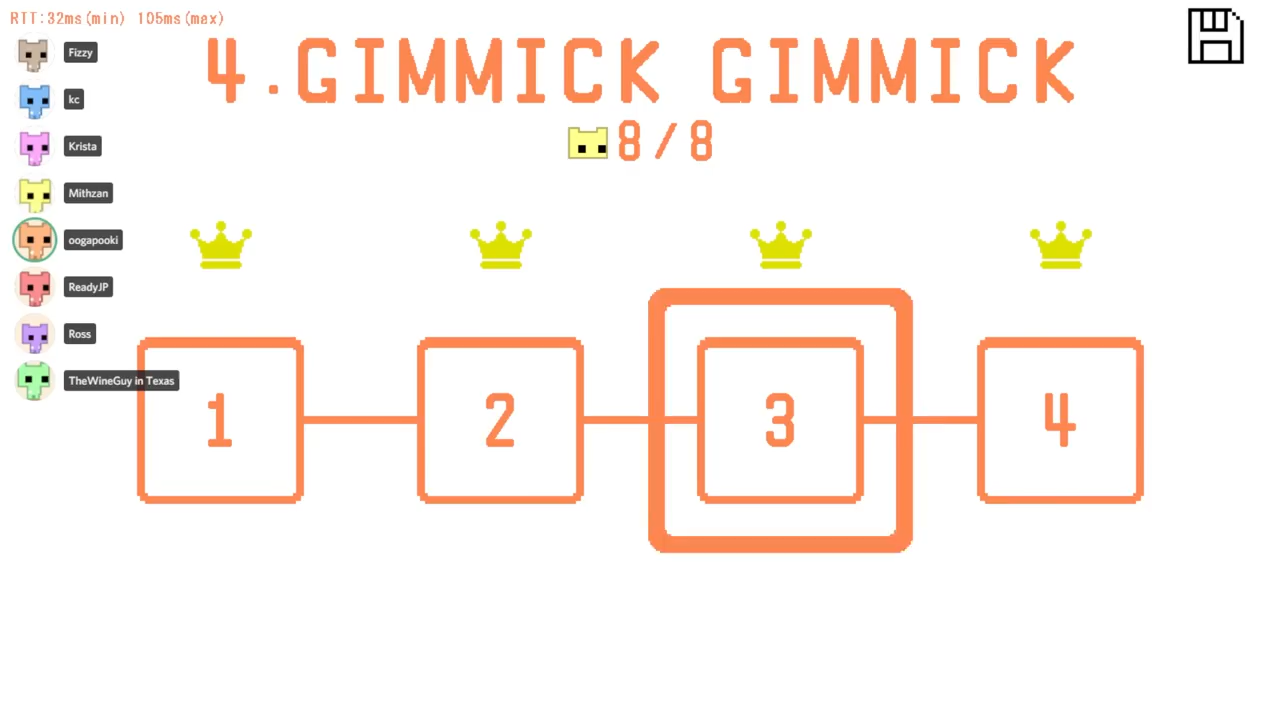 RTT:32ms(min) 105ms(max)
4.GIMMICK GIMMICK
8/8
Fizzy
kc
Krista
Mithzan
oogapooki
ReadyJP
Ross
TheWineGuy in Texas
1 2 3 4